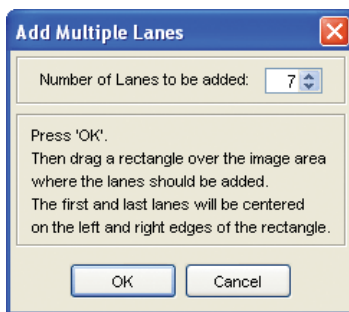 Add Multiple Lanes
Number of Lanes to be added: 7
Press 'OK'.
Then drag a rectangle over the image area
where the lanes should be added.
The first and last lanes will be centered
on the left and right edges of the rectangle.
OK Cancel